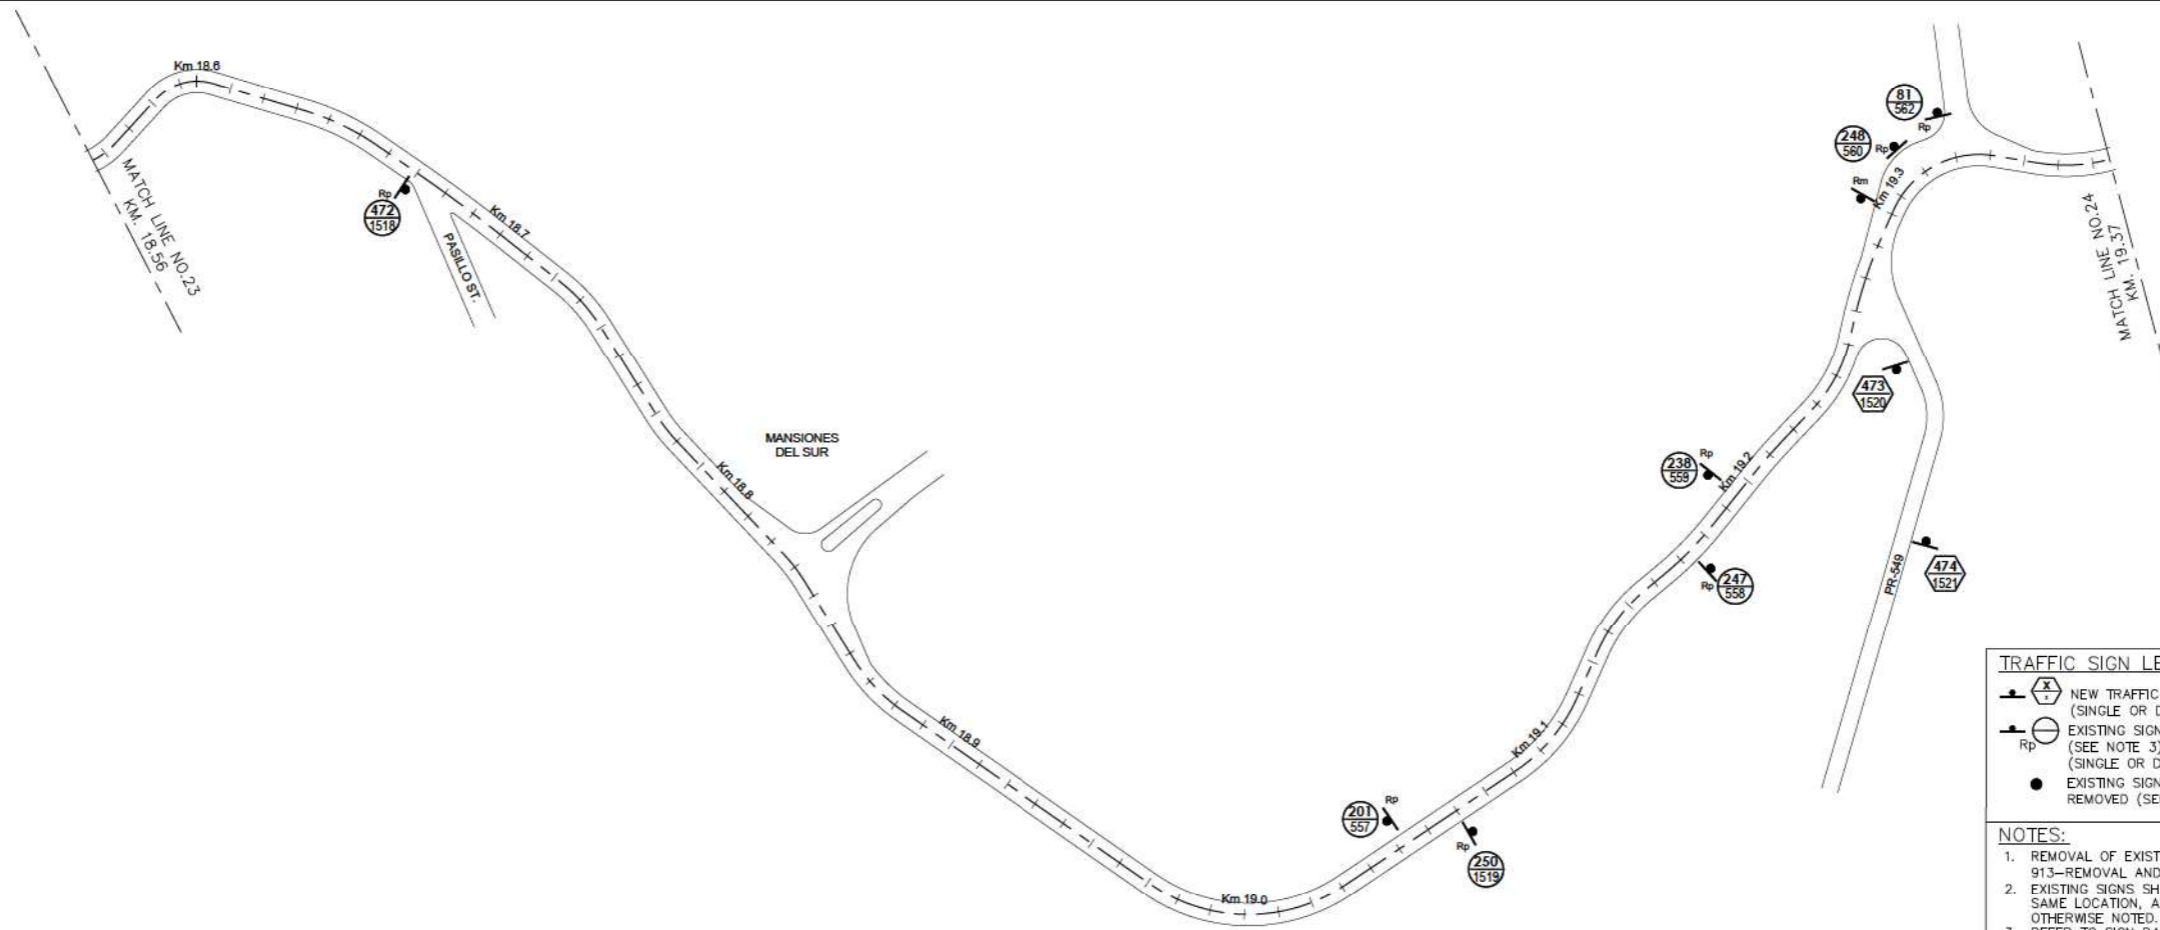 Km 18.6
MATCH LINE NO.23
KM. 18.56
Rp
472
1518
PASILLO ST.
Km 18.7
MANSIONES
DEL SUR
Km 18.8
Km 18.9
Km 19.0
201
557
Rp
Rp
250
1519
Km 19.1
238
559
Rp
Km 19.2
Rp
247
558
81
562
Rp
248
560
Rp
Rm
Km 19.3
473
1520
PR-549
474
1521
MATCH LINE NO.24
KM. 19.37
TRAFFIC SIGN LE
X
x
NEW TRAFFIC
(SINGLE OR D
Rp
EXISTING SIGN
(SEE NOTE 3)
(SINGLE OR D
EXISTING SIGN
REMOVED (SE
NOTES:
1. REMOVAL OF EXIST
913-REMOVAL AND
2. EXISTING SIGNS SH
SAME LOCATION, A
OTHERWISE NOTED.